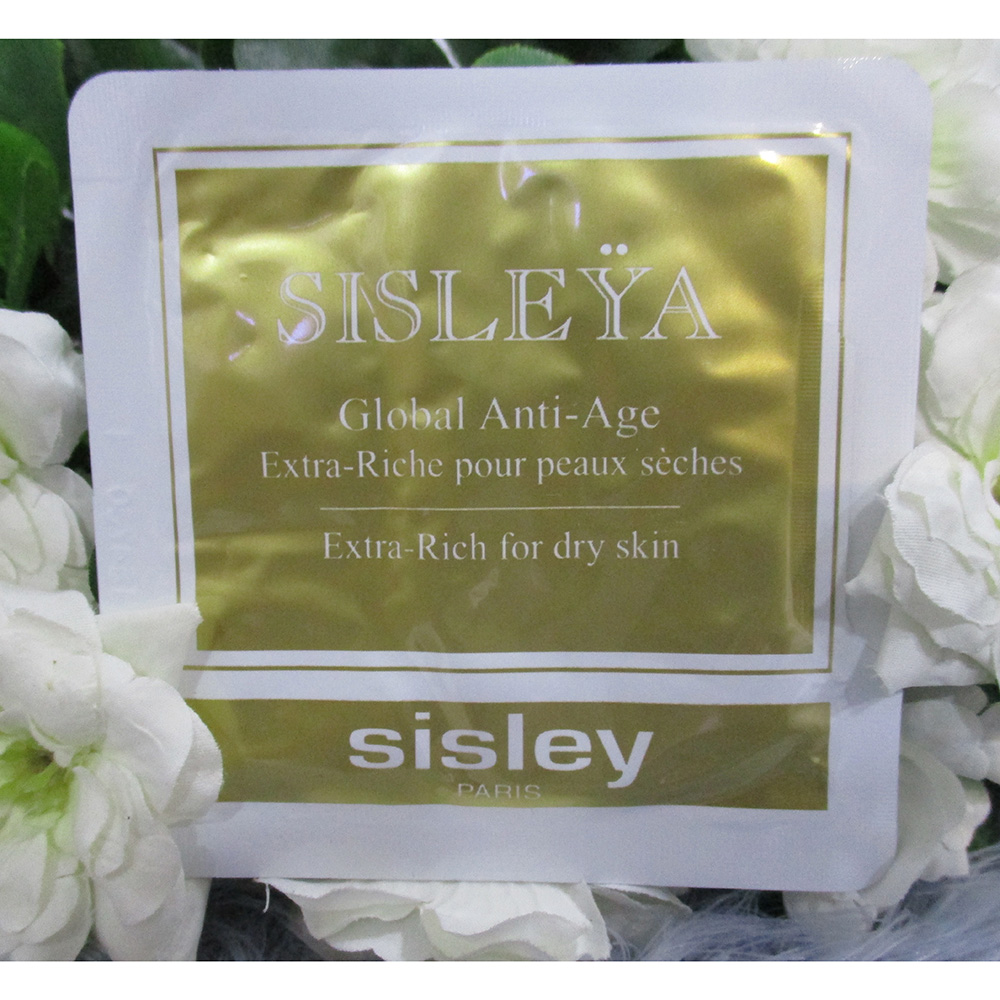 SISLEŸA
Global Anti-Age
Extra-Riche pour peaux sèches
Extra-Rich for dry skin
sisley
PARIS